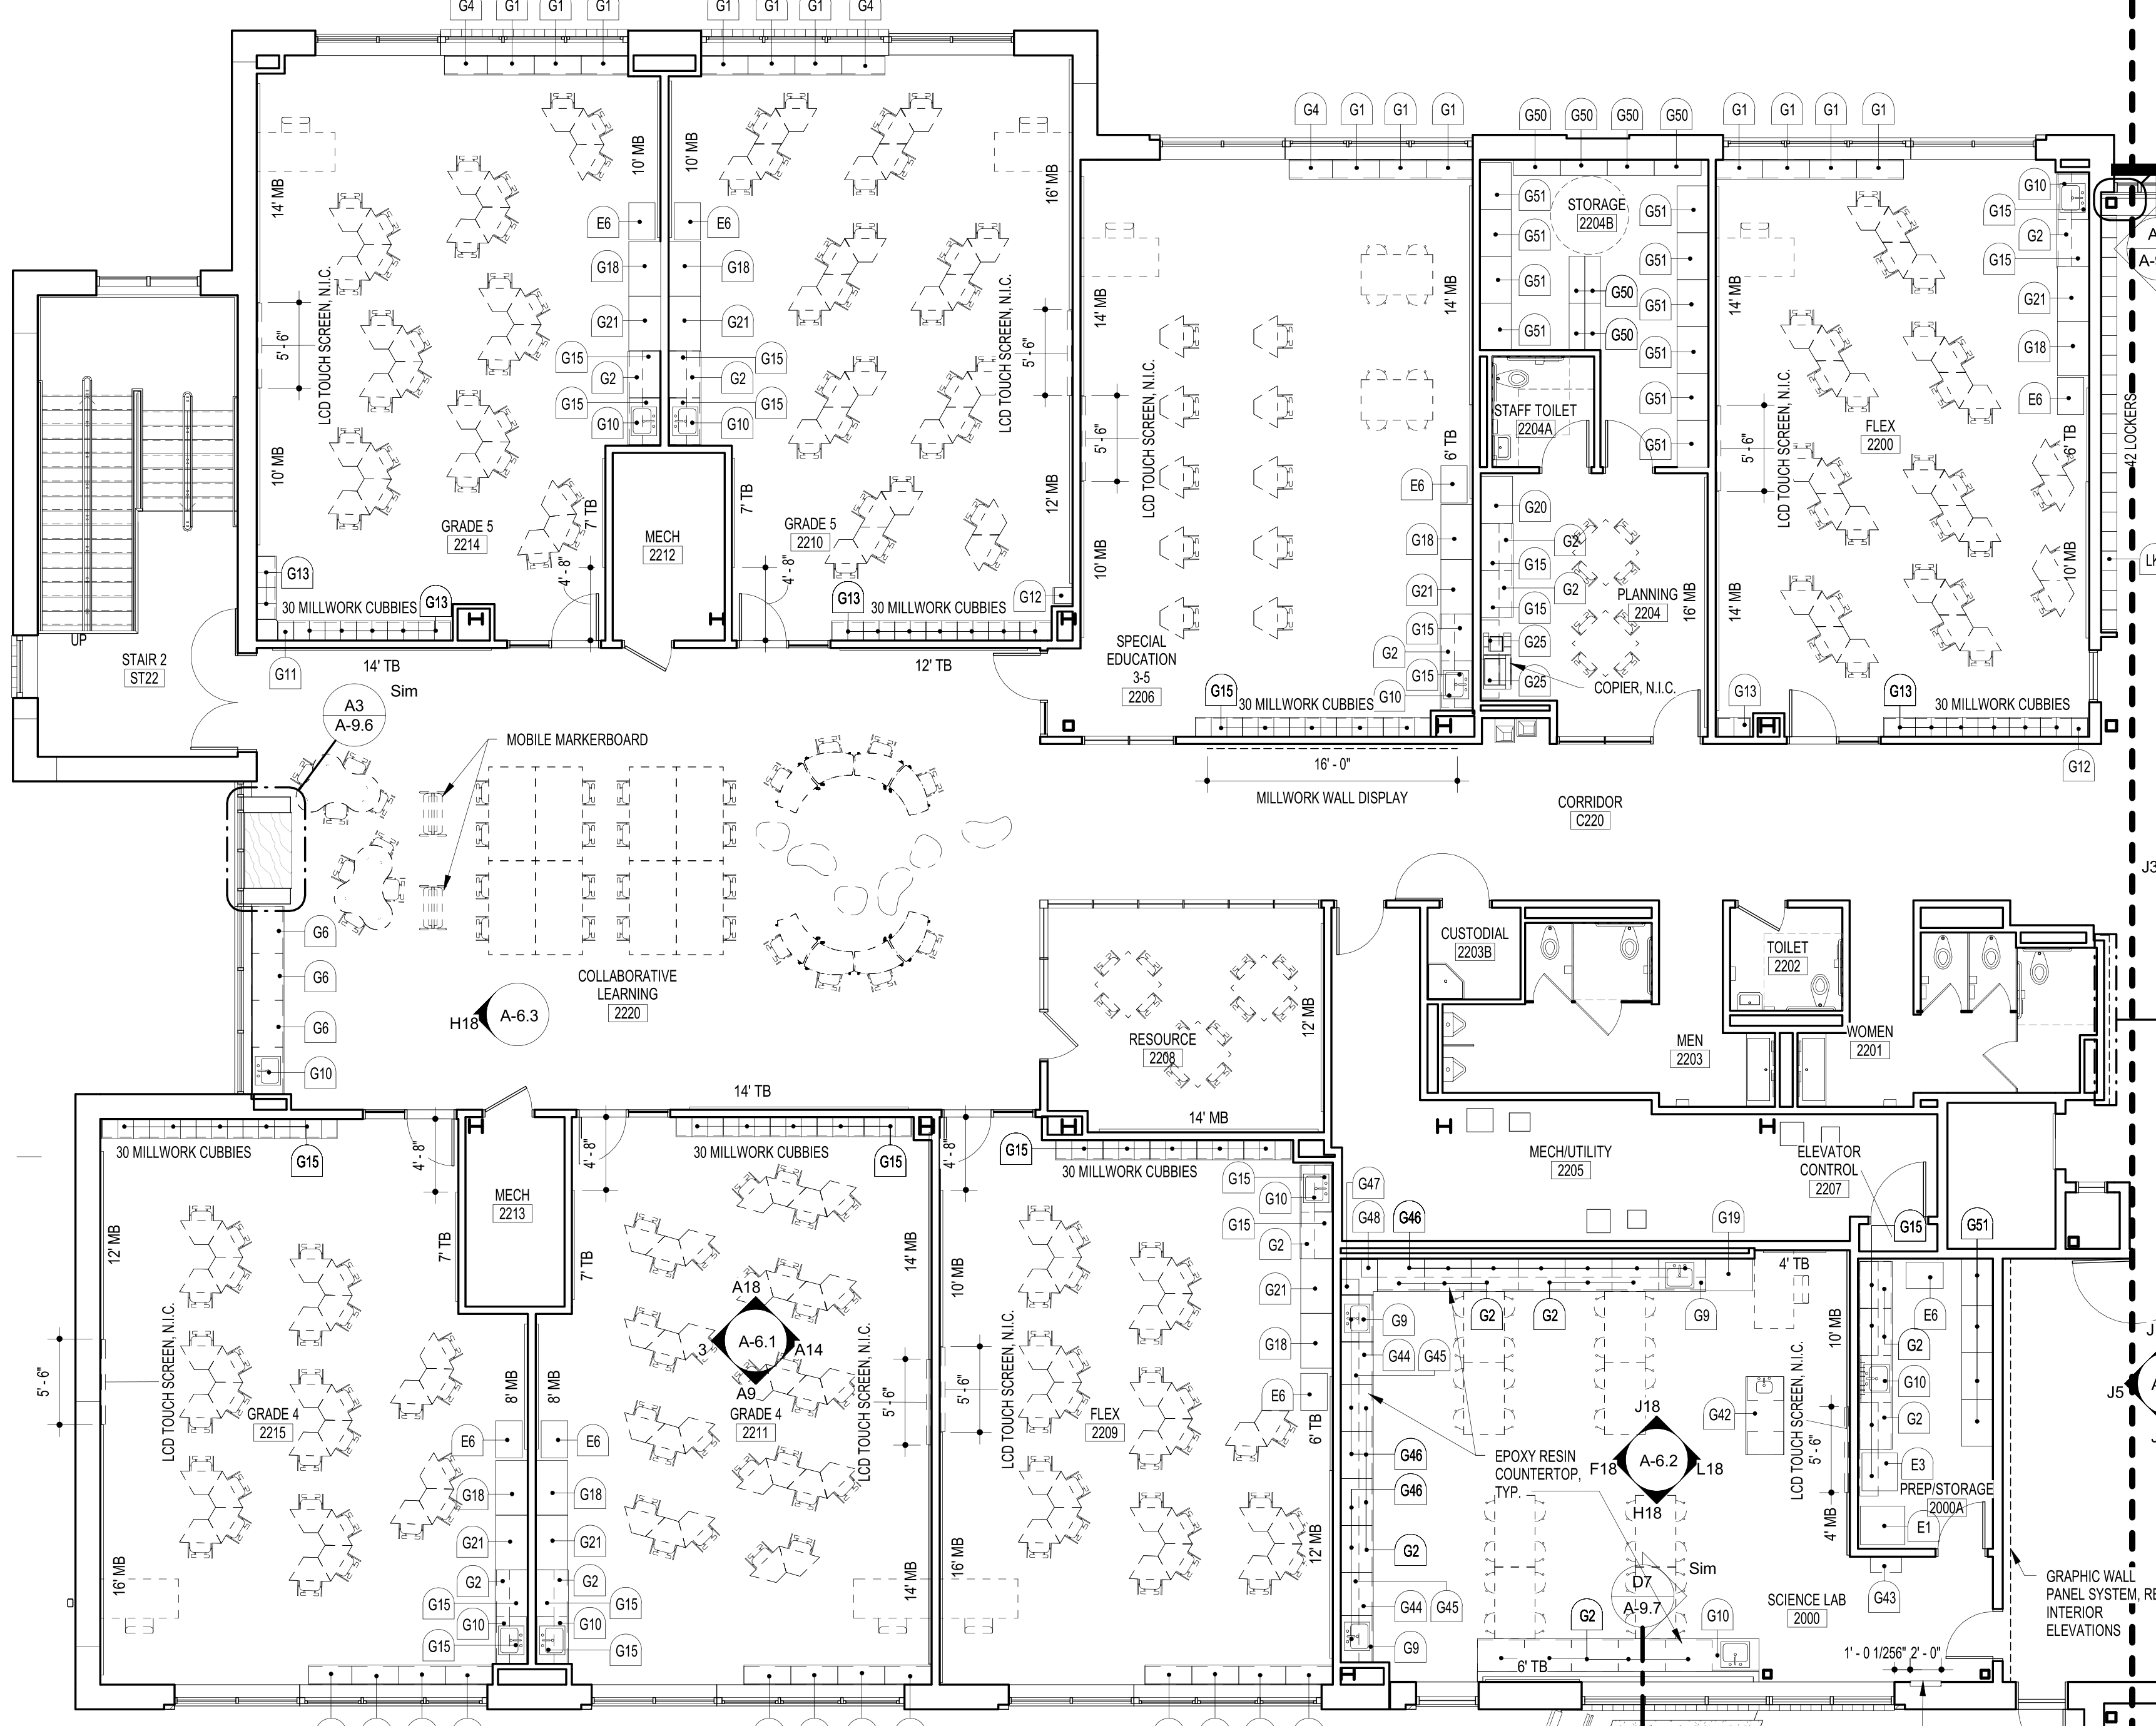 G4 G1 G1 G1 G1 G1 G1 G4
G4 G1 G1 G1 G50 G50 G50 G50 G1 G1 G1 G1
14' MB
10' MB
10' MB
16' MB
E6
G18
G21
G15
G2
G15
G10
E6
G18
G21
G15
G2
G15
G10
LCD TOUCH SCREEN, N.I.C.
5' - 6"
10' MB
GRADE 5
2214
7' TB
4' - 8"
G13
30 MILLWORK CUBBIES
G13
G11
14' TB
MECH
2212
7' TB
4' - 8"
GRADE 5
2210
LCD TOUCH SCREEN, N.I.C.
5' - 6"
12' MB
G13
30 MILLWORK CUBBIES
G12
12' TB
UP
STAIR 2
ST22
14' MB
LCD TOUCH SCREEN, N.I.C.
5' - 6"
10' MB
14' MB
6' TB
E6
G18
G21
G15
G2
G15
G10
SPECIAL
EDUCATION
3-5
2206
G15
30 MILLWORK CUBBIES
16' - 0"
MILLWORK WALL DISPLAY
STORAGE
2204B
G51
G51
G51
G51
G50
G50
G51
G51
G51
G51
G51
G51
STAFF TOILET
2204A
G20
G2
G15
G2
G15
G25
G25
PLANNING
2204
16' MB
COPIER, N.I.C.
14' MB
LCD TOUCH SCREEN, N.I.C.
5' - 6"
14' MB
FLEX
2200
G10
G15
G2
G15
G21
G18
E6
6' TB
10' MB
42 LOCKERS
G13
G13
30 MILLWORK CUBBIES
G12
CORRIDOR
C220
A3
A-9.6
Sim
MOBILE MARKERBOARD
G6
G6
G6
G10
H18
A-6.3
COLLABORATIVE
LEARNING
2220
14' TB
RESOURCE
2208
12' MB
14' MB
CUSTODIAL
2203B
TOILET
2202
MEN
2203
WOMEN
2201
MECH/UTILITY
2205
ELEVATOR
CONTROL
2207
30 MILLWORK CUBBIES
G15
4' - 8"
12' MB
LCD TOUCH SCREEN, N.I.C.
5' - 6"
16' MB
GRADE 4
2215
MECH
2213
7' TB
7' TB
8' MB
8' MB
E6
G18
G21
G2
G15
G10
G15
E6
G18
G21
G2
G15
G10
G15
4' - 8"
30 MILLWORK CUBBIES
G15
GRADE 4
2211
A18
A-6.1
3
A14
A9
14' MB
LCD TOUCH SCREEN, N.I.C.
5' - 6"
14' MB
4' - 8"
G15
30 MILLWORK CUBBIES
10' MB
LCD TOUCH SCREEN, N.I.C.
5' - 6"
16' MB
FLEX
2209
G15
G10
G15
G2
G21
G18
E6
6' TB
12' MB
G47
G48
G46
G19
G9
G44
G45
G2
G2
G9
G46
G46
G2
G44
G45
G9
EPOXY RESIN
COUNTERTOP,
TYP.
4' TB
10' MB
LCD TOUCH SCREEN, N.I.C.
5' - 6"
4' MB
G42
J18
A-6.2
F18
L18
H18
D7
A-9.7
Sim
G2
G10
6' TB
SCIENCE LAB
2000
1' - 0 1/256"
2' - 0"
G15
G51
E6
G2
G10
G2
E3
PREP/STORAGE
2000A
E1
G43
GRAPHIC WALL
PANEL SYSTEM,
INTERIOR
ELEVATIONS
J5